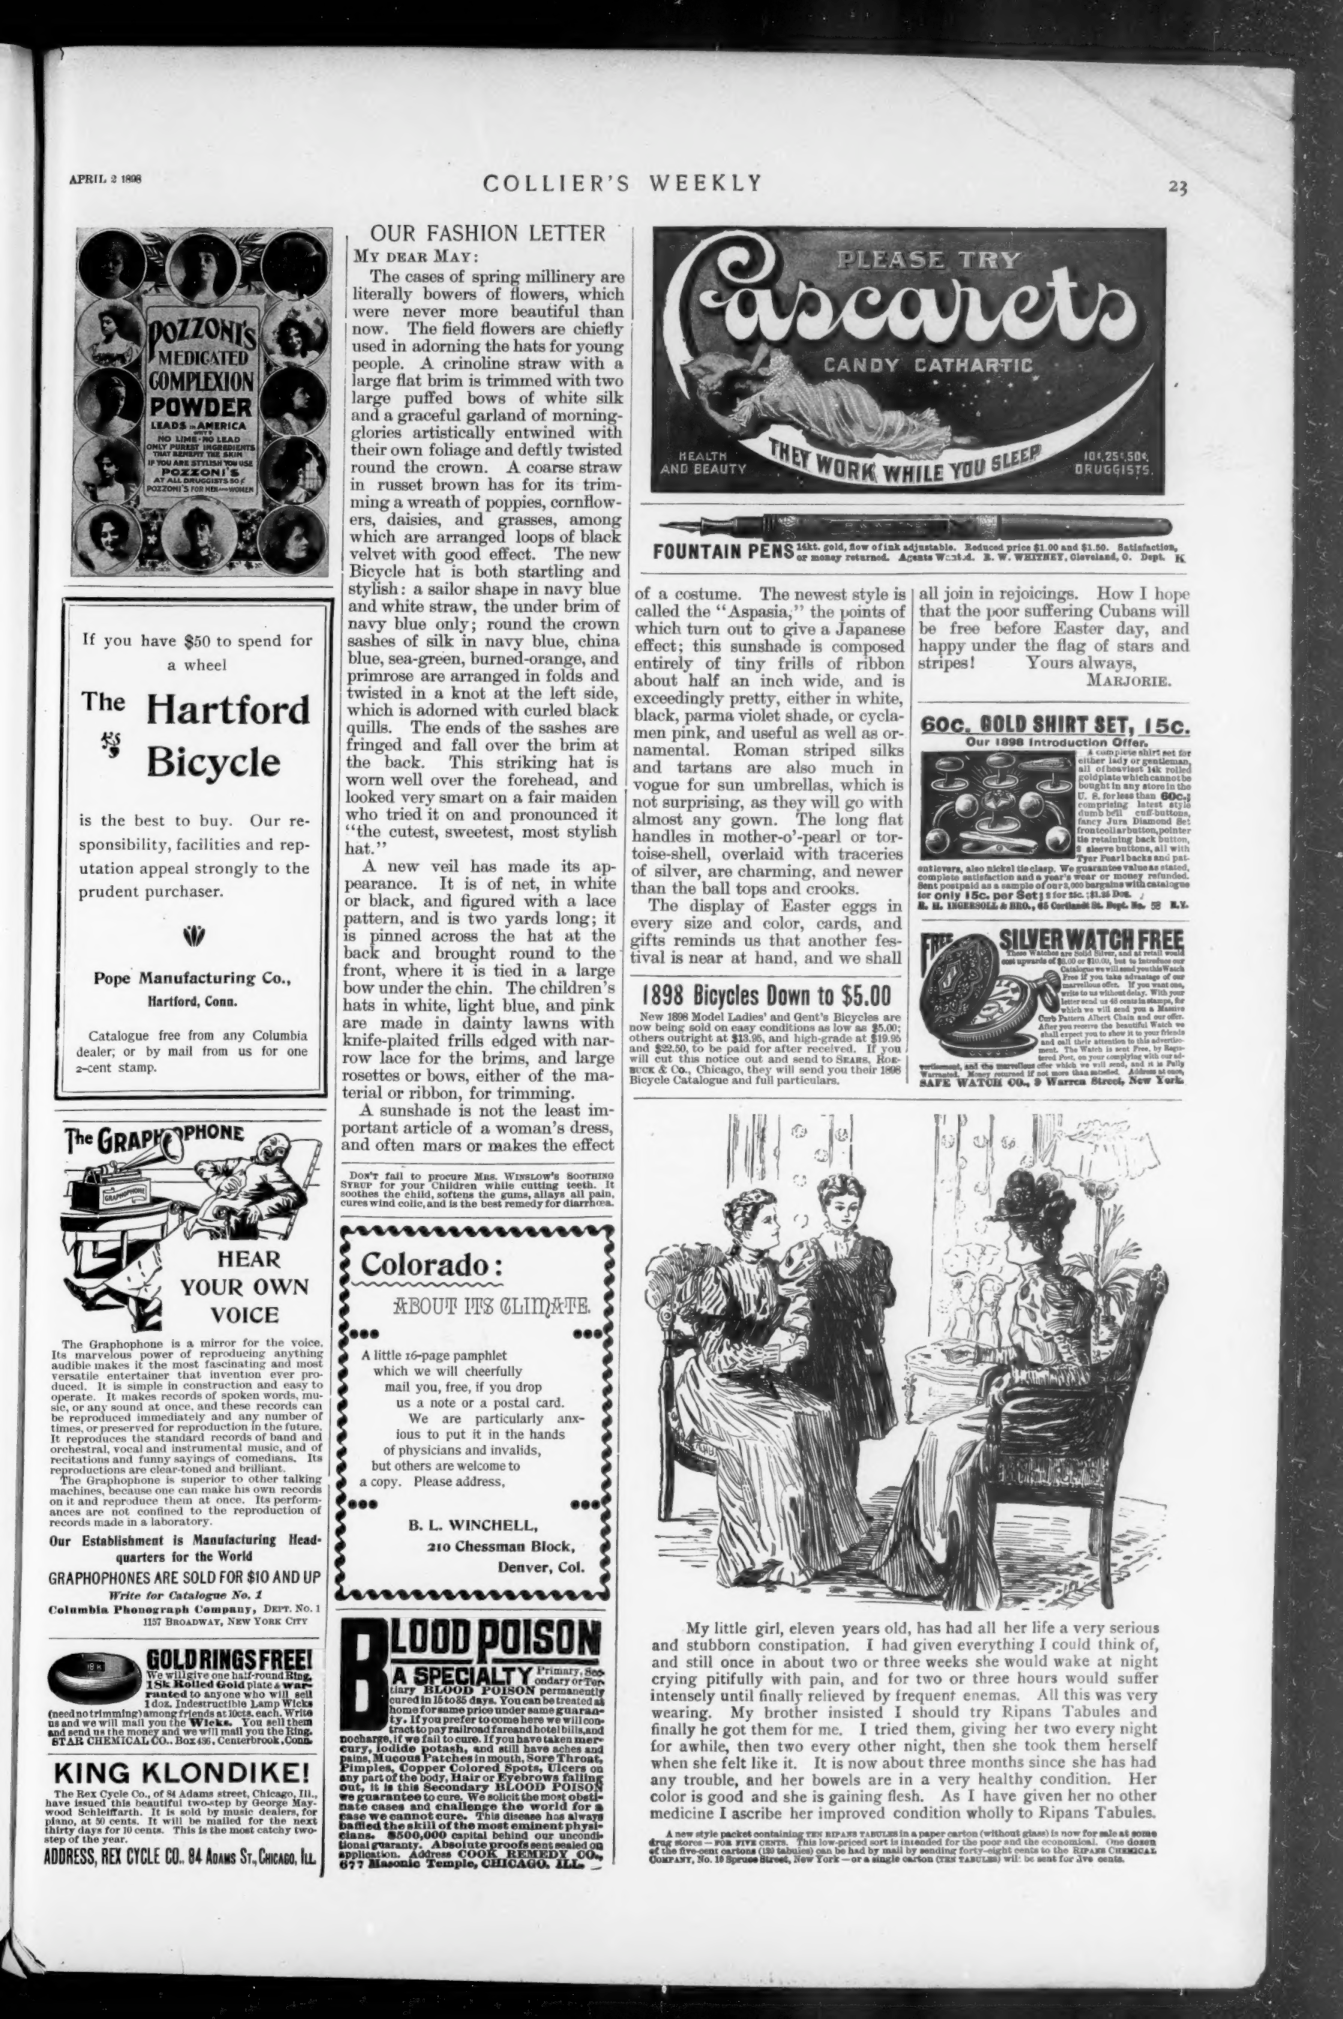 APRIL 2 1898
COLLIER'S WEEKLY
23
POZZONI'S
MEDICATED
COMPLEXION
POWDER
LEADS IN AMERICA
NO LIME-NO LEAD
ONLY PUREST INGREDIENTS
THAT BENEFIT THE SKIN
IF YOU ARE STYLISH YOU USE
POZZONI'S
AT ALL DRUGGISTS 50¢
POZZONI'S FOR MEN AND WOMEN
If you have $50 to spend for
a wheel
The Hartford
Bicycle
is the best to buy. Our re-
sponsibility, facilities and rep-
utation appeal strongly to the
prudent purchaser.
Pope Manufacturing Co.,
Hartford, Conn.
Catalogue free from any Columbia
dealer, or by mail from us for one
2-cent stamp.
The GRAPHOPHONE
GRAPHOPHONE
HEAR
YOUR OWN
VOICE
The Graphophone is a mirror for the voice.
Its marvelous power of reproducing anything
audible makes it the most fascinating and most
versatile entertainer that invention ever pro-
duced. It is simple in construction and easy to
operate. It makes records of spoken words, mu-
sic, or any sound at once, and these records can
be reproduced immediately and any number of
times, or preserved for reproduction in the future.
It reproduces the standard records of band and
orchestral, vocal and instrumental music, and of
recitations and funny sayings of comedians. Its
reproductions are clear-toned and brilliant.
The Graphophone is superior to other talking
machines, because one can make his own records
on it and reproduce them at once. Its perform-
ances are not confined to the reproduction of
records made in a laboratory.
Our Establishment is Manufacturing Head-
quarters for the World
GRAPHOPHONES ARE SOLD FOR $10 AND UP
Write for Catalogue No. 1
Columbia Phonograph Company, DEPT. NO. 1
1157 BROADWAY, NEW YORK CITY
18 K
GOLD RINGS FREE!
We will give one half-round Ring,
18k Rolled Gold plate & war-
ranted to anyone who will sell
1 doz. Indestructible Lamp Wicks
(need no trimming) among friends at 10cts. each. Write
us and we will mail you the Wicks. You sell them
and send us the money and we will mail you the Ring.
STAR CHEMICAL CO., Box 436, Centerbrook, Conn.
KING KLONDIKE!
The Rex Cycle Co., of 84 Adams street, Chicago, Ill.,
have issued this beautiful two-step by George May-
wood Schleiffarth. It is sold by music dealers, for
piano, at 50 cents. It will be mailed for the next
thirty days for 10 cents. This is the most catchy two-
step of the year.
ADDRESS, REX CYCLE CO., 84 ADAMS ST., CHICAGO, ILL.
OUR FASHION LETTER
MY DEAR MAY:
The cases of spring millinery are
literally bowers of flowers, which
were never more beautiful than
now. The field flowers are chiefly
used in adorning the hats for young
people. A crinoline straw with a
large flat brim is trimmed with two
large puffed bows of white silk
and a graceful garland of morning-
glories artistically entwined with
their own foliage and deftly twisted
round the crown. A coarse straw
in russet brown has for its trim-
ming a wreath of poppies, cornflow-
ers, daisies, and grasses, among
which are arranged loops of black
velvet with good effect. The new
Bicycle hat is both startling and
stylish: a sailor shape in navy blue
and white straw, the under brim of
navy blue only; round the crown
sashes of silk in navy blue, china
blue, sea-green, burned-orange, and
primrose are arranged in folds and
twisted in a knot at the left side,
which is adorned with curled black
quills. The ends of the sashes are
fringed and fall over the brim at
the back. This striking hat is
worn well over the forehead, and
looked very smart on a fair maiden
who tried it on and pronounced it
"the cutest, sweetest, most stylish
hat."
A new veil has made its ap-
pearance. It is of net, in white
or black, and figured with a lace
pattern, and is two yards long; it
is pinned across the hat at the
back and brought round to the
front, where it is tied in a large
bow under the chin. The children's
hats in white, light blue, and pink
are made in dainty lawns with
knife-plaited frills edged with nar-
row lace for the brims, and large
rosettes or bows, either of the ma-
terial or ribbon, for trimming.
A sunshade is not the least im-
portant article of a woman's dress,
and often mars or makes the effect
DON'T fail to procure MRS. WINSLOW'S SOOTHING
SYRUP for your Children while cutting teeth. It
soothes the child, softens the gums, allays all pain,
cures wind colic, and is the best remedy for diarrhœa.
Colorado:
ABOUT ITS CLIMATE.
A little 16-page pamphlet
which we will cheerfully
mail you, free, if you drop
us a note or a postal card.
We are particularly anx-
ious to put it in the hands
of physicians and invalids,
but others are welcome to
a copy. Please address,
B. L. WINCHELL,
210 Chessman Block,
Denver, Col.
BLOOD POISON
A SPECIALTY Primary, Sec-
ondary or Ter-
tiary BLOOD POISON permanently
cured in 15 to 35 days. You can be treated at
home for same price under same guaran-
ty. If you prefer to come here we will con-
tract to pay railroad fare and hotel bills, and
nocharge, if we fail to cure. If you have taken mer-
cury, iodide potash, and still have aches and
pains, Mucous Patches in mouth, Sore Throat,
Pimples, Copper Colored Spots, Ulcers on
any part of the body, Hair or Eyebrows falling
out, it is this Secondary BLOOD POISON
we guarantee to cure. We solicit the most obsti-
nate cases and challenge the world for a
case we cannot cure. This disease has always
baffled the skill of the most eminent physi-
cians. $500,000 capital behind our uncondi-
tional guaranty. Absolute proofs sent sealed on
application. Address COOK REMEDY CO.,
677 Masonic Temple, CHICAGO, ILL.
PLEASE TRY
Cascarets
CANDY CATHARTIC
HEALTH
AND BEAUTY
THEY WORK WHILE YOU SLEEP
10¢, 25¢, 50¢.
DRUGGISTS.
FOUNTAIN PENS 14kt. gold, flow of ink adjustable. Reduced price $1.00 and $1.50. Satisfaction,
or money returned. Agents Wanted. R. W. WHITNEY, Cleveland, O. Dept. K
of a costume. The newest style is
called the "Aspasia," the points of
which turn out to give a Japanese
effect; this sunshade is composed
entirely of tiny frills of ribbon
about half an inch wide, and is
exceedingly pretty, either in white,
black, parma violet shade, or cycla-
men pink, and useful as well as or-
namental. Roman striped silks
and tartans are also much in
vogue for sun umbrellas, which is
not surprising, as they will go with
almost any gown. The long flat
handles in mother-o'-pearl or tor-
toise-shell, overlaid with traceries
of silver, are charming, and newer
than the ball tops and crooks.
The display of Easter eggs in
every size and color, cards, and
gifts reminds us that another fes-
tival is near at hand, and we shall
1898 Bicycles Down to $5.00
New 1898 Model Ladies' and Gent's Bicycles are
now being sold on easy conditions as low as $5.00;
others outright at $13.95, and high-grade at $19.95
and $22.50, to be paid for after received. If you
will cut this notice out and send to SEARS, ROE-
BUCK & CO., Chicago, they will send you their 1898
Bicycle Catalogue and full particulars.
all join in rejoicings. How I hope
that the poor suffering Cubans will
be free before Easter day, and
happy under the flag of stars and
stripes! Yours always,
MARJORIE.
60c. GOLD SHIRT SET, 15c.
Our 1898 Introduction Offer.
A complete shirt set for
either lady or gentleman,
all of heaviest 14k rolled
goldplate which cannot be
bought in any store in the
U. S. for less than 60c.;
comprising latest style
dumb bell cuff-buttons,
fancy Jura Diamond Set
front collar button, pointer
tie retaining back button,
2 sleeve buttons, all with
Tyer Pearl backs and pat-
ent levers, also nickel tie clasp. We guarantee value as stated,
complete satisfaction and a year's wear or money refunded.
Sent postpaid as a sample of our 3,000 bargains with catalogue
for only 15c. per Set; 2 for 25c.; $1.25 Doz.
R. H. INGERSOLL & BRO., 65 Cortlandt St. Dept. No. 58 N.Y.
FREE
SILVER WATCH FREE
These Watches are Solid Silver, and at retail would
cost upwards of $8.00 or $10.00, but to introduce our
Catalogue we will send you this Watch
Free if you take advantage of our
marvellous offer. If you want one,
write to us without delay. With your
letter send us 48 cents in stamps, for
which we will send you a Massive
Curb Pattern Albert Chain and our offer.
After you receive the beautiful Watch we
shall expect you to show it to your friends
and call their attention to this advertise-
ment. The Watch is sent Free, by Regis-
tered Post, on your complying with our ad-
vertisement, and the marvellous offer which we will send, and it is Fully
Warranted. Money returned if not more than satisfied. Address at once,
SAFE WATCH CO., 9 Warren Street, New York.
My little girl, eleven years old, has had all her life a very serious
and stubborn constipation. I had given everything I could think of,
and still once in about two or three weeks she would wake at night
crying pitifully with pain, and for two or three hours would suffer
intensely until finally relieved by frequent enemas. All this was very
wearing. My brother insisted I should try Ripans Tabules and
finally he got them for me. I tried them, giving her two every night
for awhile, then two every other night, then she took them herself
when she felt like it. It is now about three months since she has had
any trouble, and her bowels are in a very healthy condition. Her
color is good and she is gaining flesh. As I have given her no other
medicine I ascribe her improved condition wholly to Ripans Tabules.
A new style packet containing TEN RIPANS TABULES in a paper carton (without glass) is now for sale at some
drug stores—FOR FIVE CENTS. This low-priced sort is intended for the poor and the economical. One dozen
of the five-cent cartons (120 tabules) can be had by mail by sending forty-eight cents to the RIPANS CHEMICAL
COMPANY, No. 10 Spruce Street, New York—or a single carton (TEN TABULES) will be sent for five cents.